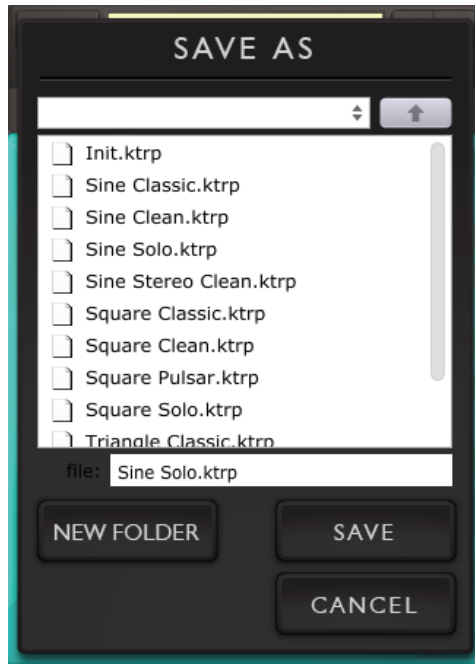 SAVE AS
Init.ktrp
Sine Classic.ktrp
Sine Clean.ktrp
Sine Solo.ktrp
Sine Stereo Clean.ktrp
Square Classic.ktrp
Square Clean.ktrp
Square Pulsar.ktrp
Square Solo.ktrp
Triangle Classic.ktrp
file: Sine Solo.ktrp
NEW FOLDER SAVE
CANCEL